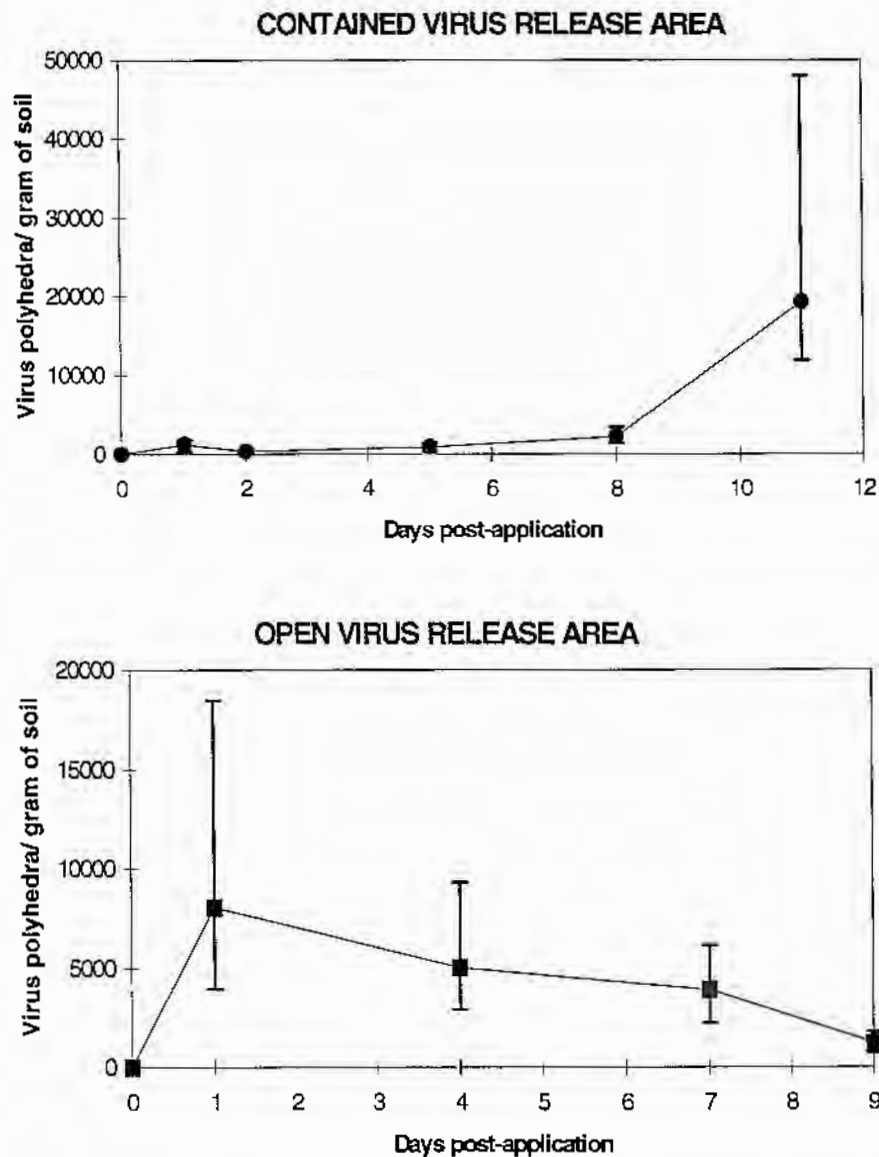 CONTAINED VIRUS RELEASE AREA
Virus polyhedra/ gram of soil
50000
40000
30000
20000
10000
0
0 2 4 6 8 10 12
Days post-application
OPEN VIRUS RELEASE AREA
Virus polyhedra/ gram of soil
20000
15000
10000
5000
0
0 1 2 3 4 5 6 7 8 9
Days post-application